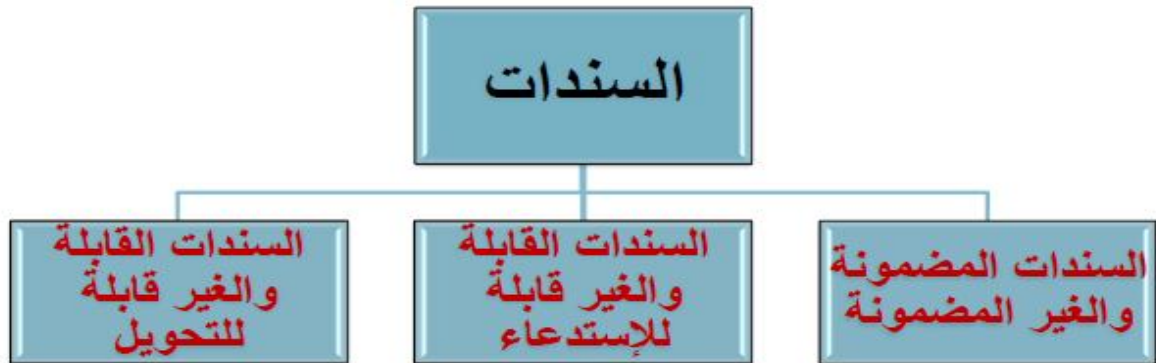 السندات
السندات المضمونة
والغير المضمونة
السندات القابلة
والغير قابلة
للإستدعاء
السندات القابلة
والغير قابلة
للتحويل